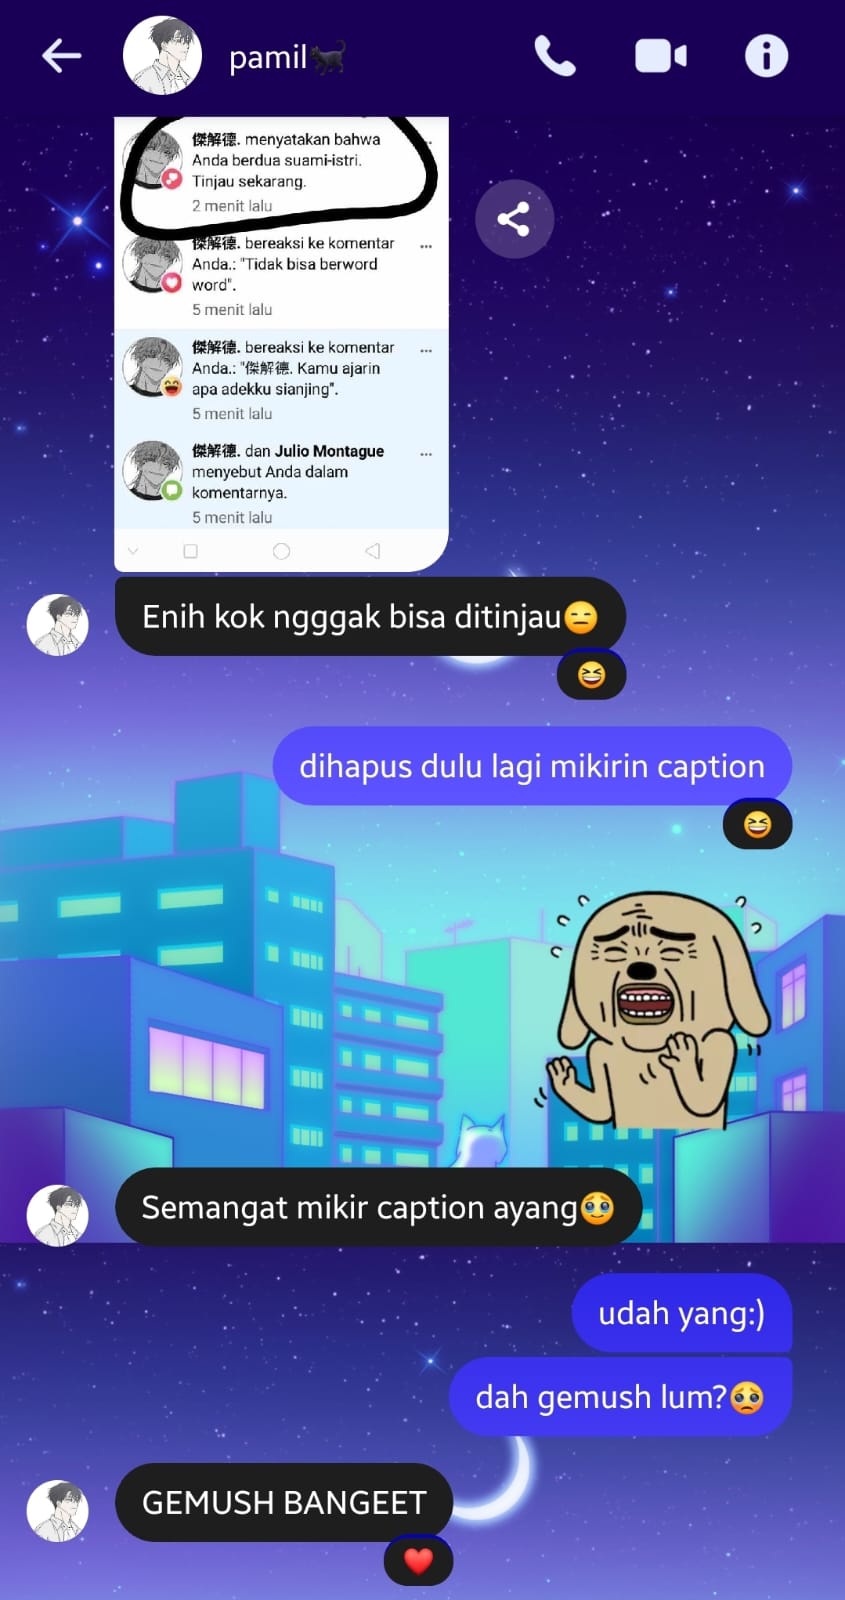 pamil🐈‍⬛
傑解德. menyatakan bahwa
Anda berdua suami-istri.
Tinjau sekarang.
2 menit lalu
傑解德. bereaksi ke komentar
Anda.: "Tidak bisa berword
word".
5 menit lalu
傑解德. bereaksi ke komentar
Anda.: "傑解德. Kamu ajarin
apa adekku sianjing".
5 menit lalu
傑解德. dan Julio Montague
menyebut Anda dalam
komentarnya.
5 menit lalu
Enih kok ngggak bisa ditinjau😑
dihapus dulu lagi mikirin caption
Semangat mikir caption ayang🥹
udah yang:)
dah gemush lum?🥺
GEMUSH BANGEET